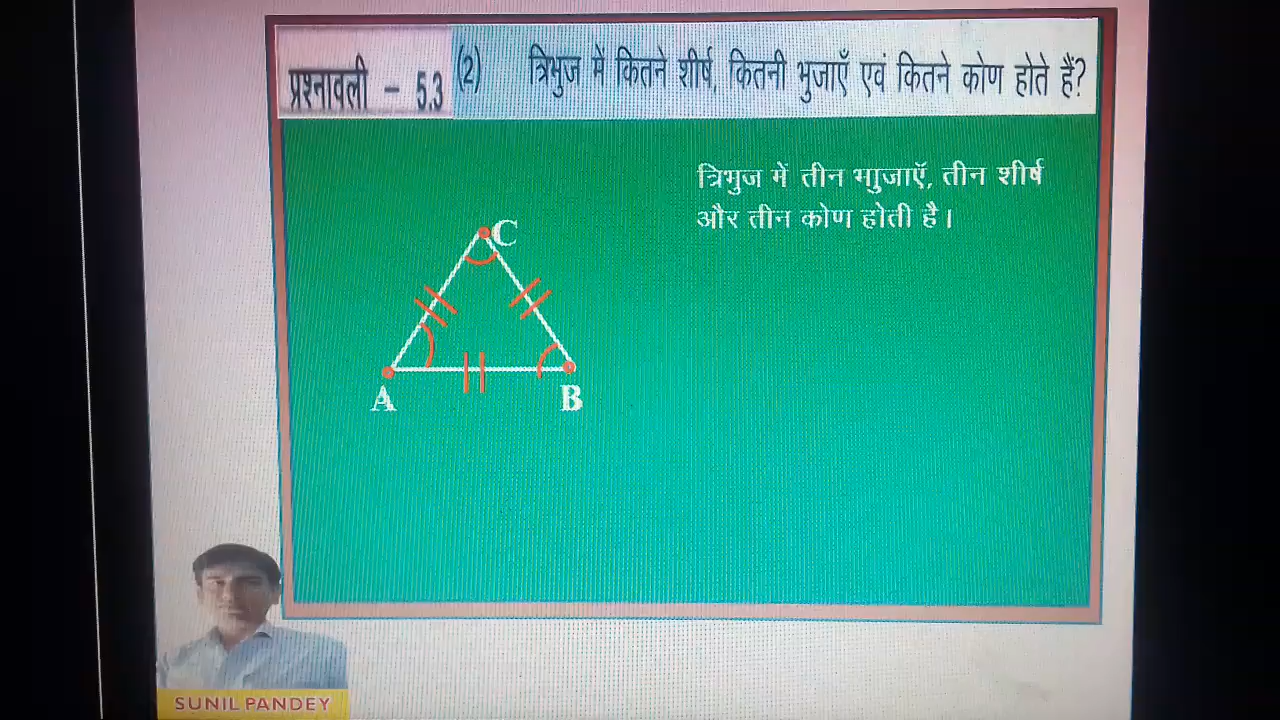 प्रश्नावली – 5.3 (2) त्रिभुज में कितने शीर्ष, कितनी भुजाएँ एवं कितने कोण होते हैं?
त्रिभुज में तीन भाुजाएॅ, तीन शीर्ष
और तीन कोण होती है।
C
A
B
SUNIL PANDEY